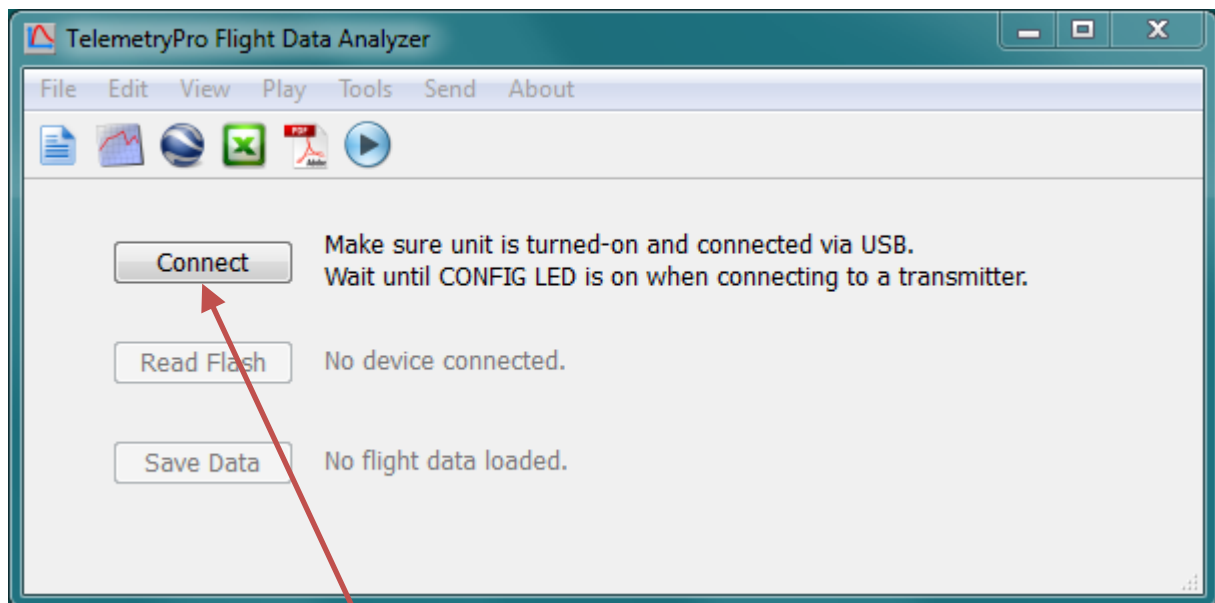 TelemetryPro Flight Data Analyzer
File Edit View Play Tools Send About
PDF
Adobe
Connect
Make sure unit is turned-on and connected via USB.
Wait until CONFIG LED is on when connecting to a transmitter.
Read Flash
No device connected.
Save Data
No flight data loaded.